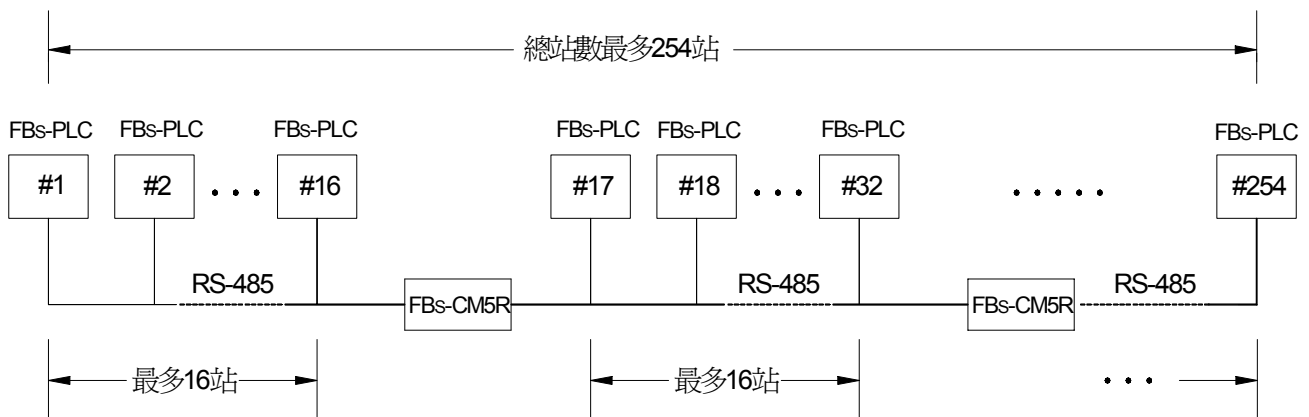 總站數最多254站
FBs-PLC FBs-PLC FBs-PLC FBs-PLC FBs-PLC FBs-PLC FBs-PLC
#1 #2 • • • #16 #17 #18 • • • #32 • • • • • #254
RS-485 RS-485 RS-485
FBs-CM5R FBs-CM5R
最多16站 最多16站 • • •